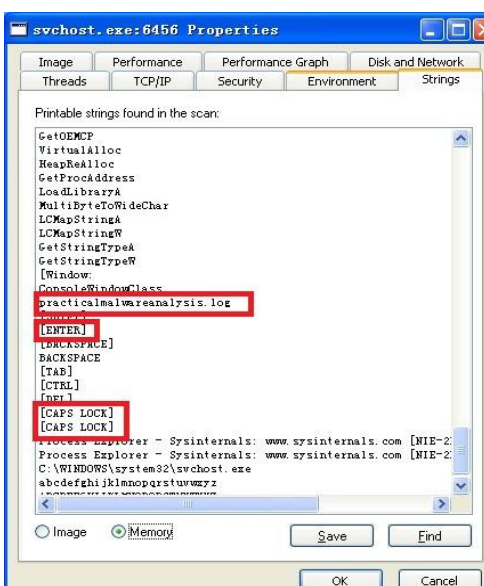 svchost.exe:6456 Properties
Image Performance Performance Graph Disk and Network
Threads TCP/IP Security Environment Strings
Printable strings found in the scan:
GetOEMCP
VirtualAlloc
HeapReAlloc
GetProcAddress
LoadLibraryA
MultiByteToWideChar
LCMapStringA
LCMapStringW
GetStringTypeA
GetStringTypeW
[Window:
ConsoleWindowClass
practicalmalwareanalysis.log
[ENTER]
[BACKSPACE]
BACKSPACE
[TAB]
[CTRL]
[DEL]
[CAPS LOCK]
[CAPS LOCK]
Process Explorer - Sysinternals: www.sysinternals.com [NIE-2
Process Explorer - Sysinternals: www.sysinternals.com [NIE-2
C:\WINDOWS\system32\svchost.exe
abcdefghijklmnopqrstuvwxyz
Image Memory Save Find
OK Cancel